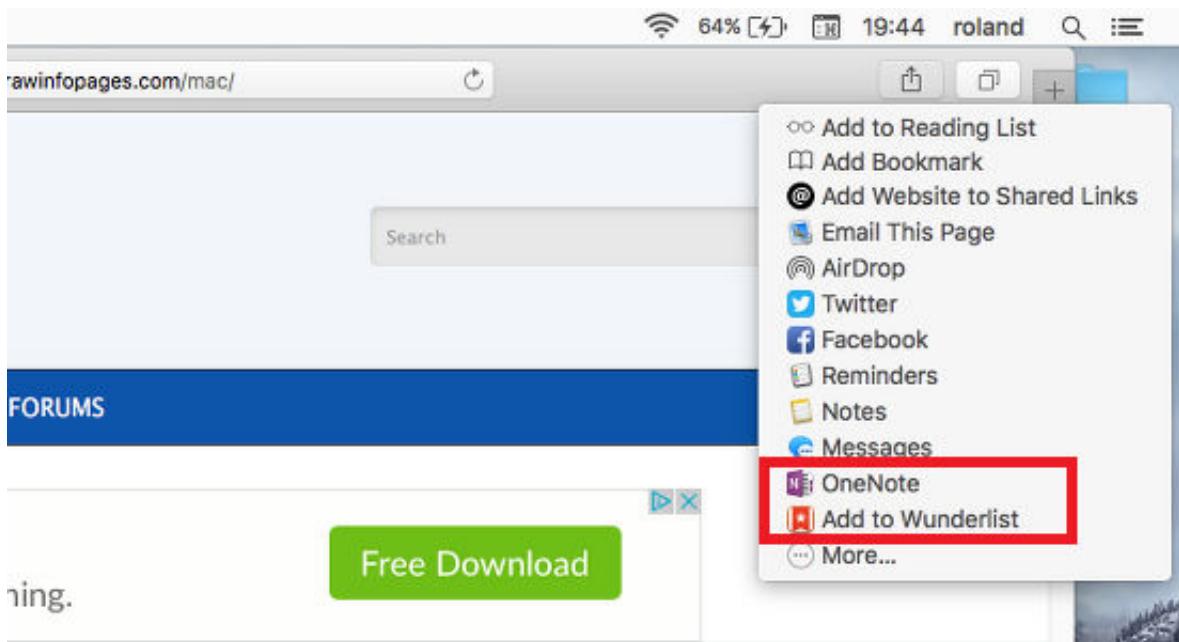 64% 19:44 roland
rawinfopages.com/mac/
Add to Reading List
Add Bookmark
Add Website to Shared Links
Email This Page
AirDrop
Twitter
Facebook
Reminders
Notes
Messages
OneNote
Add to Wunderlist
More...
Search
FORUMS
Free Download
ning.